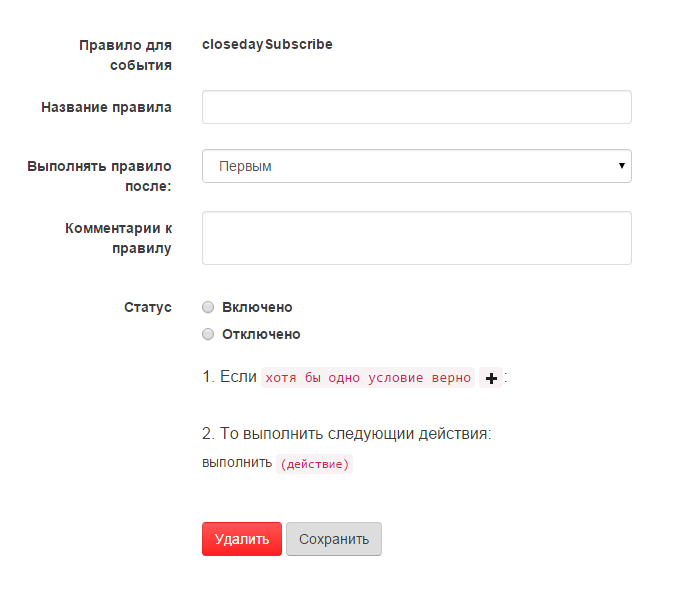 Правило для
события
closedaySubscribe
Название правила
Выполнять правило
после:
Первым
Комментарии к
правилу
Статус
Включено
Отключено
1. Если хотя бы одно условие верно +:
2. То выполнить следующии действия:
выполнить (действие)
Удалить Сохранить